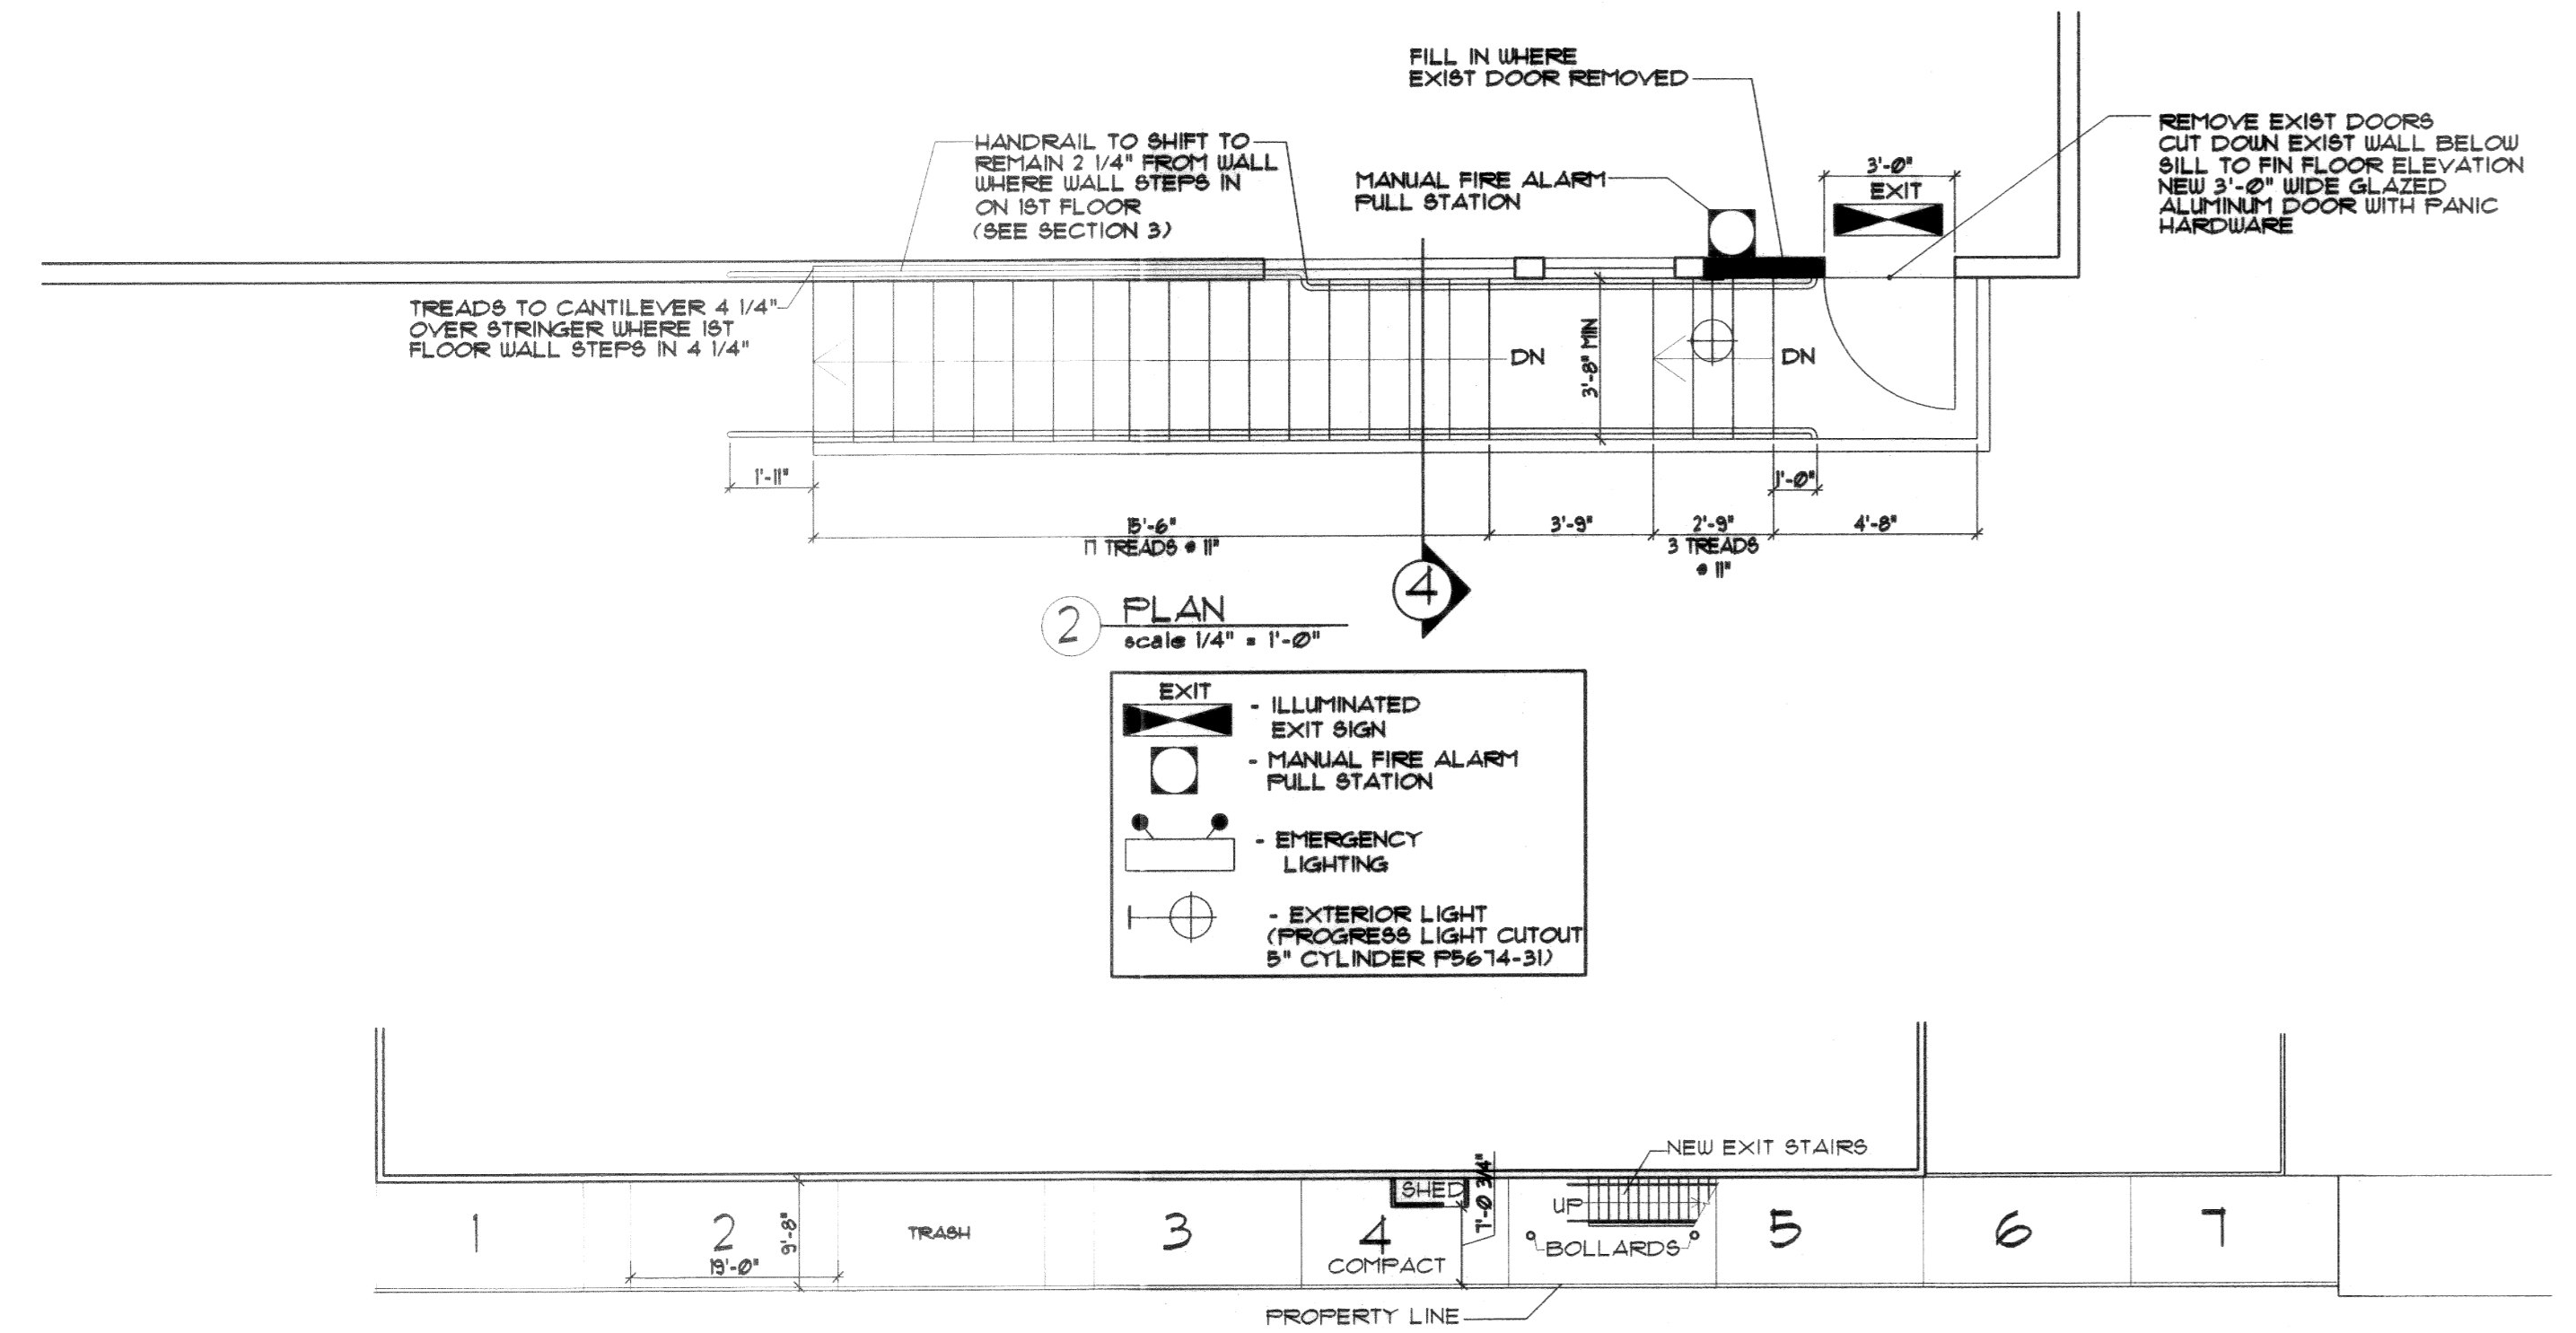 FILL IN WHERE
EXIST DOOR REMOVED
HANDRAIL TO SHIFT TO
REMAIN 2 1/4" FROM WALL
WHERE WALL STEPS IN
ON 1ST FLOOR
(SEE SECTION 3)
MANUAL FIRE ALARM
PULL STATION
3'-0"
EXIT
REMOVE EXIST DOORS
CUT DOWN EXIST WALL BELOW
SILL TO FIN FLOOR ELEVATION
NEW 3'-0" WIDE GLAZED
ALUMINUM DOOR WITH PANIC
HARDWARE
TREADS TO CANTILEVER 4 1/4"
OVER STRINGER WHERE 1ST
FLOOR WALL STEPS IN 4 1/4"
DN
3'-8" MIN
DN
1'-11"
1'-0"
15'-6"
17 TREADS @ 11"
3'-9"
2'-9"
3 TREADS
@ 11"
4'-8"
4
2
PLAN
scale 1/4" = 1'-0"
EXIT
- ILLUMINATED
EXIT SIGN
- MANUAL FIRE ALARM
PULL STATION
- EMERGENCY
LIGHTING
- EXTERIOR LIGHT
(PROGRESS LIGHT CUTOUT
5" CYLINDER P5674-31)
NEW EXIT STAIRS
1
2
19'-0"
9'-8"
TRASH
3
SHED
4
COMPACT
7'-0 3/4"
UP
BOLLARDS
5
6
7
PROPERTY LINE